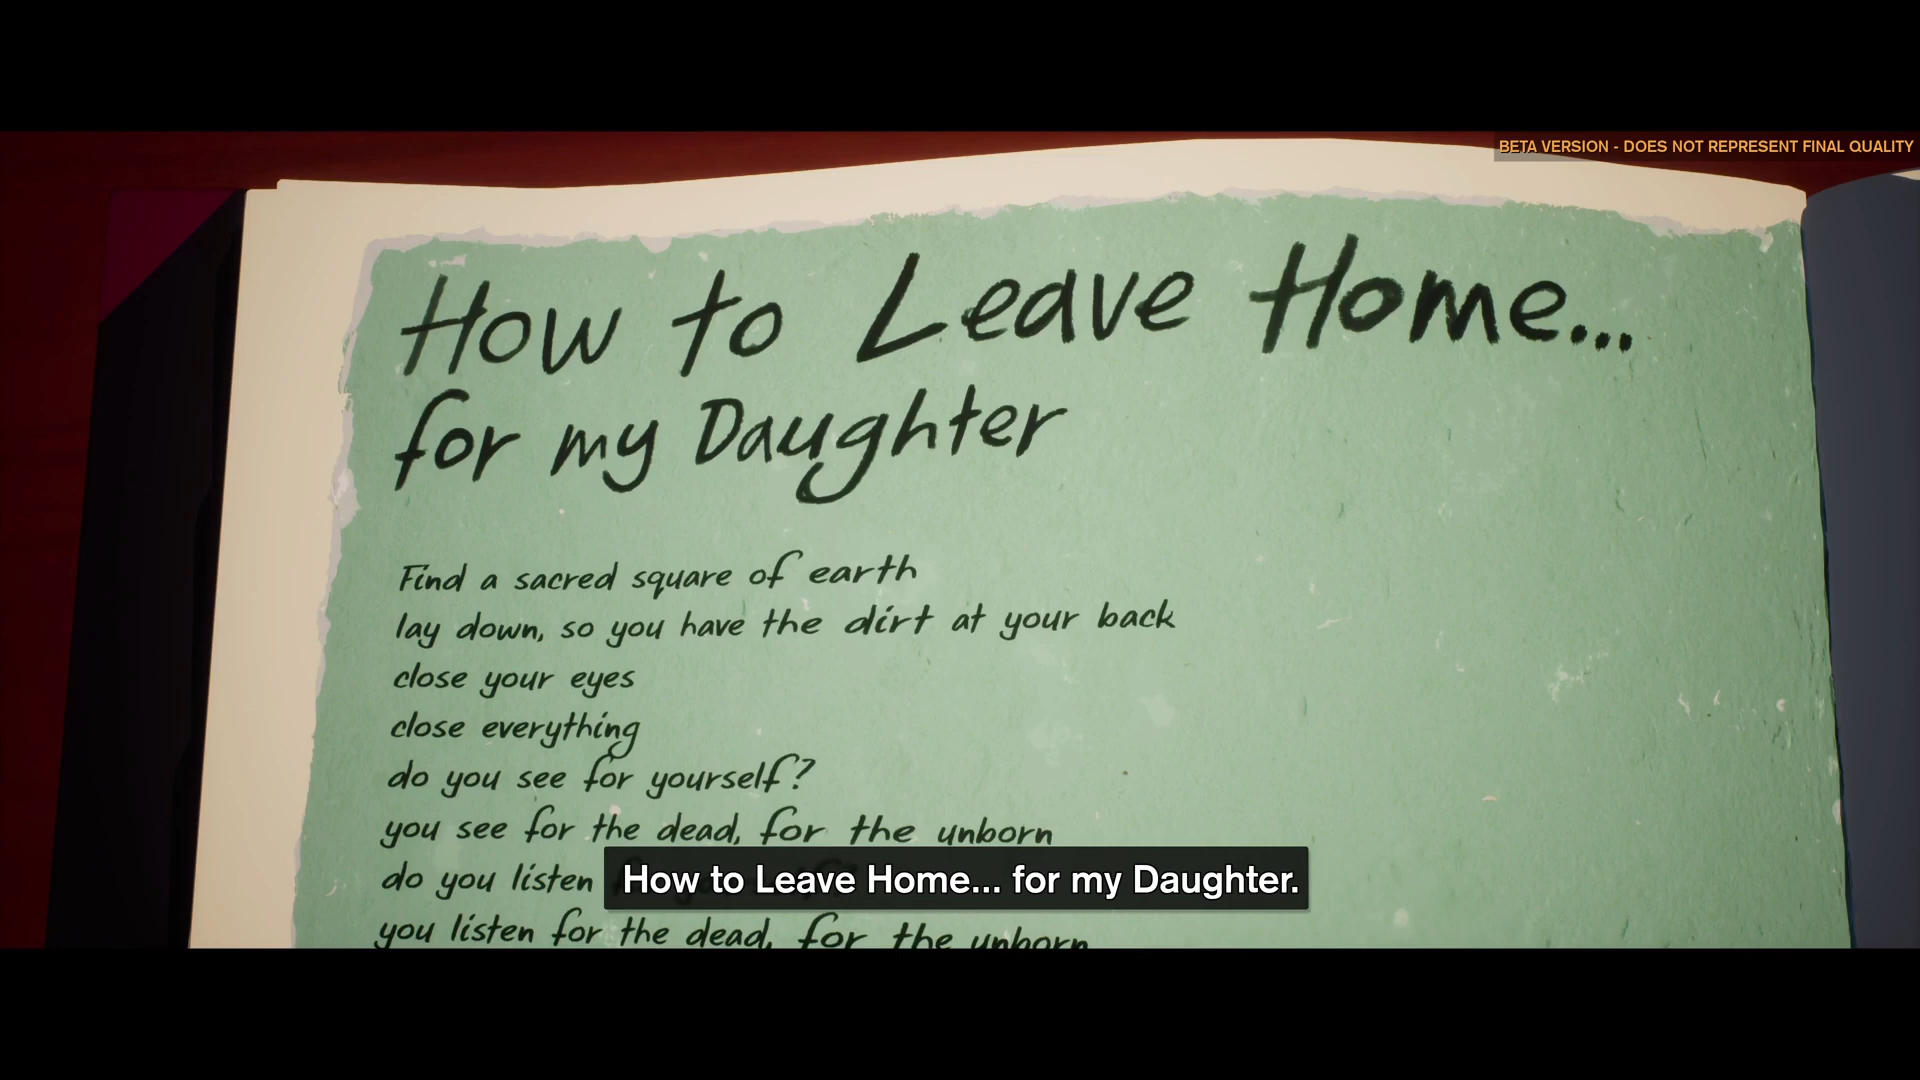 BETA VERSION - DOES NOT REPRESENT FINAL QUALITY
How to Leave Home...
for my Daughter
Find a sacred square of earth
lay down, so you have the dirt at your back
close your eyes
close everything
do you see for yourself?
you see for the dead, for the unborn
do you listen
you listen for the dead, for the unborn
How to Leave Home... for my Daughter.